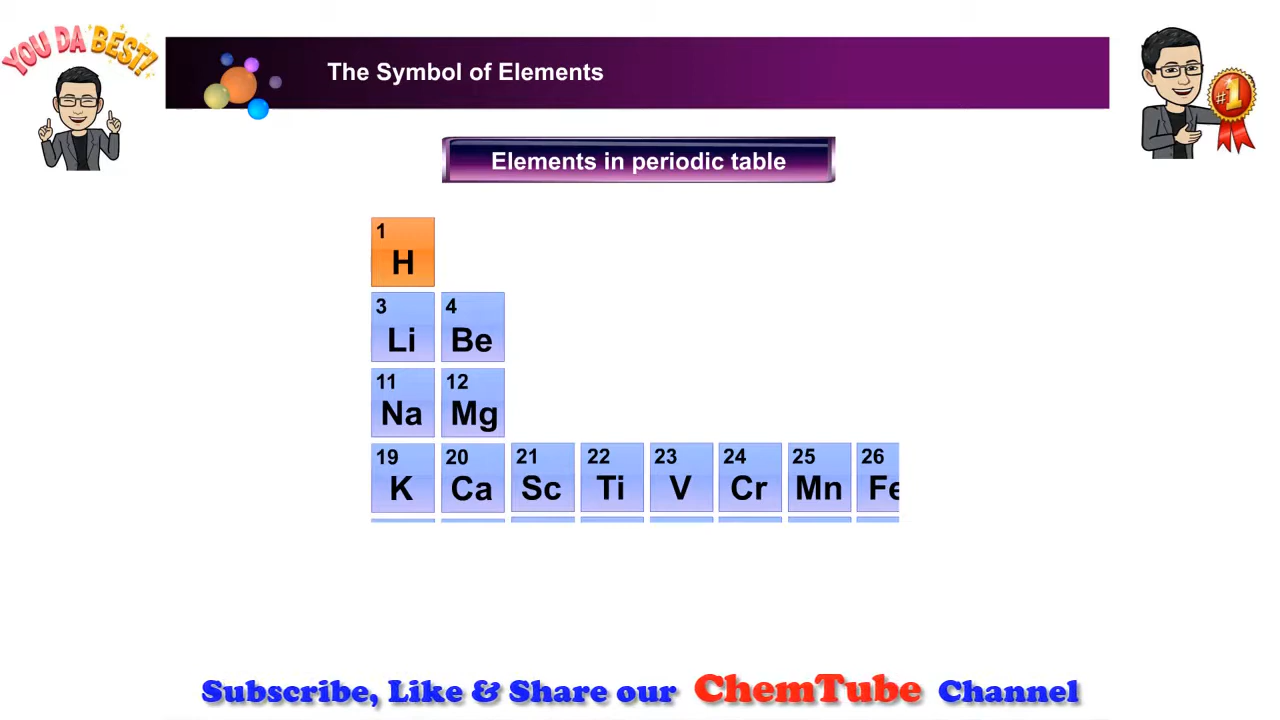 YOU DA BEST!
The Symbol of Elements
#1
Elements in periodic table
1
H
3 4
Li Be
11 12
Na Mg
19 20 21 22 23 24 25 26
K Ca Sc Ti V Cr Mn Fe
Subscribe, Like & Share our ChemTube Channel